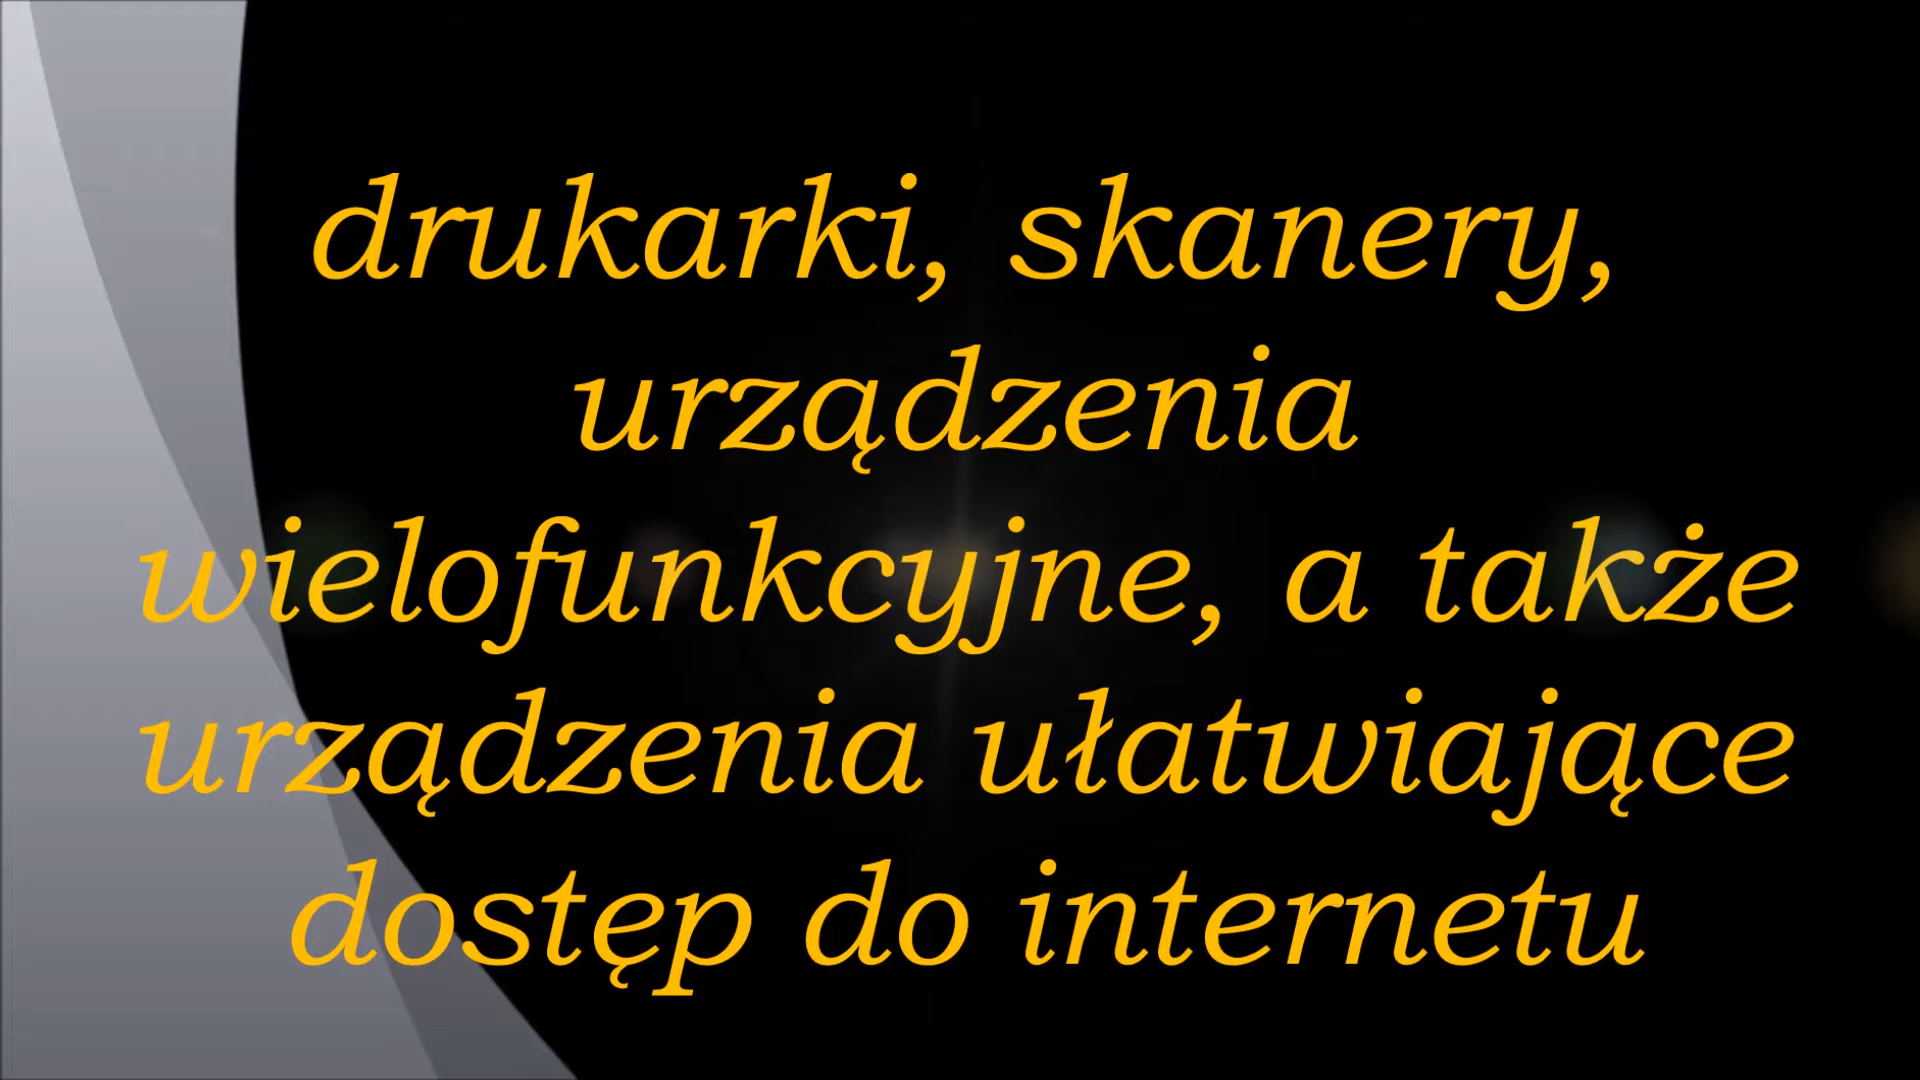 drukarki, skanery,
urządzenia
wielofunkcyjne, a także
urządzenia ułatwiające
dostęp do internetu